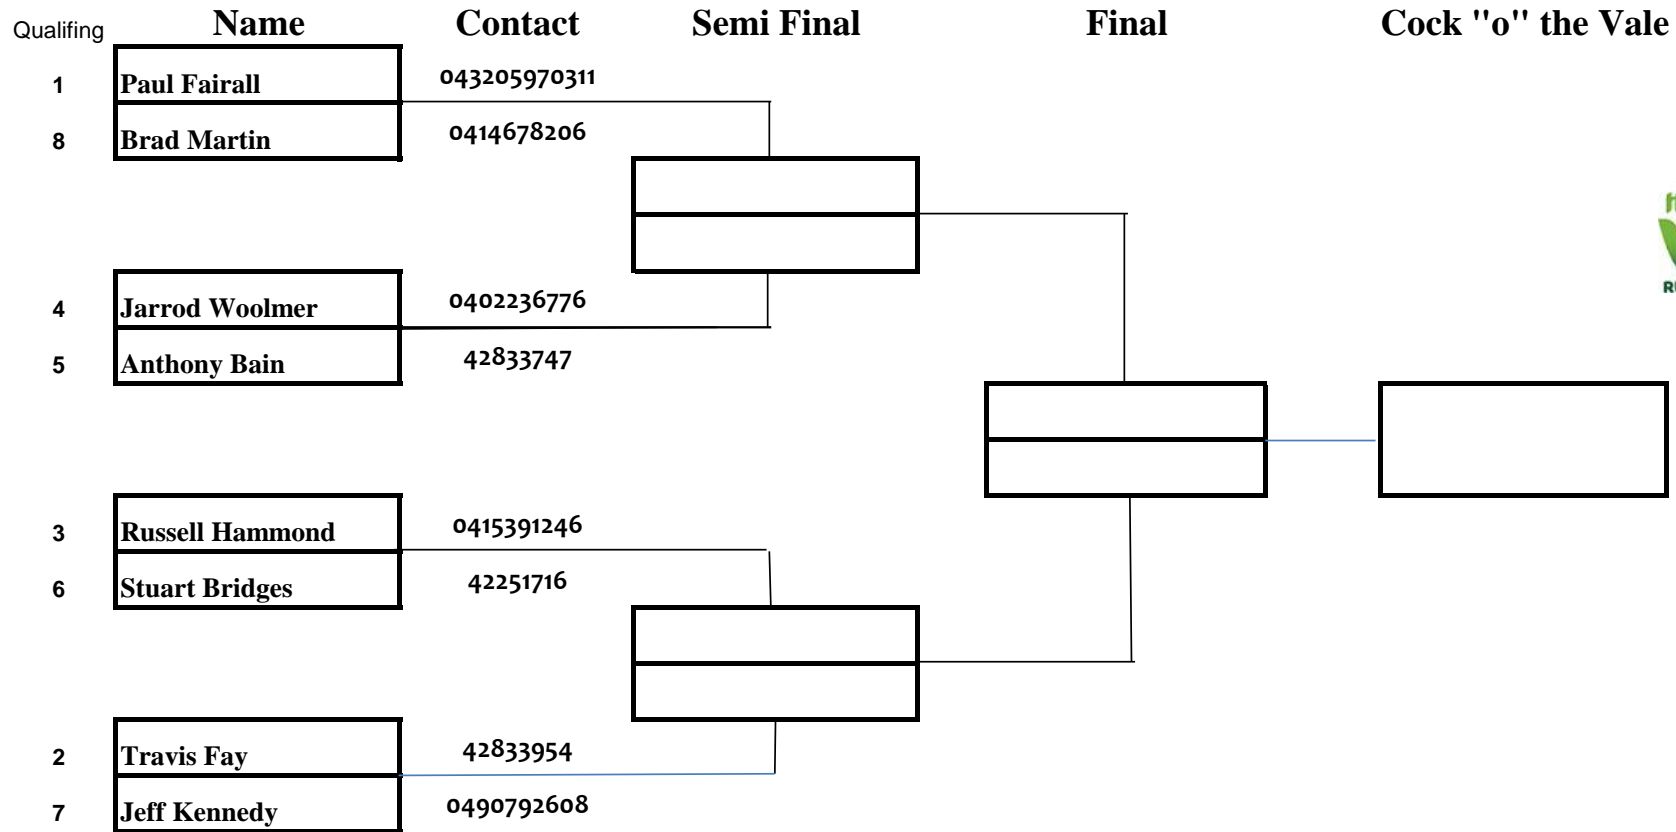 Qualifing Name Contact Semi Final Final Cock "o" the Vale
1 Paul Fairall 043205970311
8 Brad Martin 0414678206
4 Jarrod Woolmer 0402236776
5 Anthony Bain 42833747
3 Russell Hammond 0415391246
6 Stuart Bridges 42251716
2 Travis Fay 42833954
7 Jeff Kennedy 0490792608